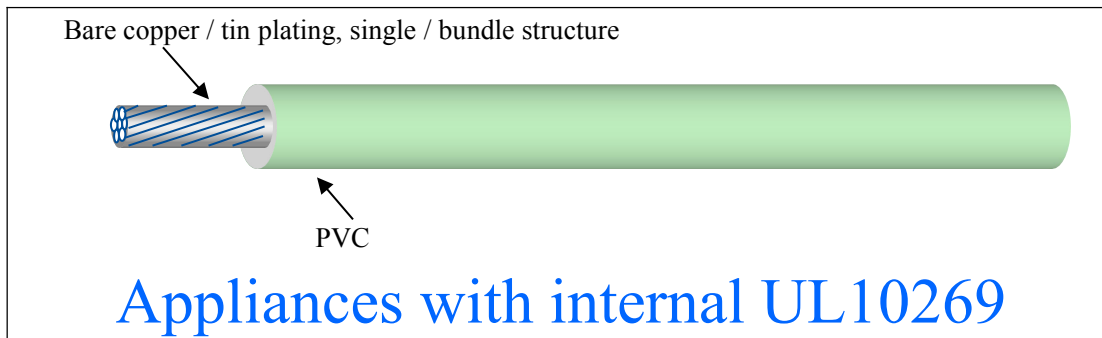 Bare copper / tin plating, single / bundle structure
PVC
Appliances with internal UL10269